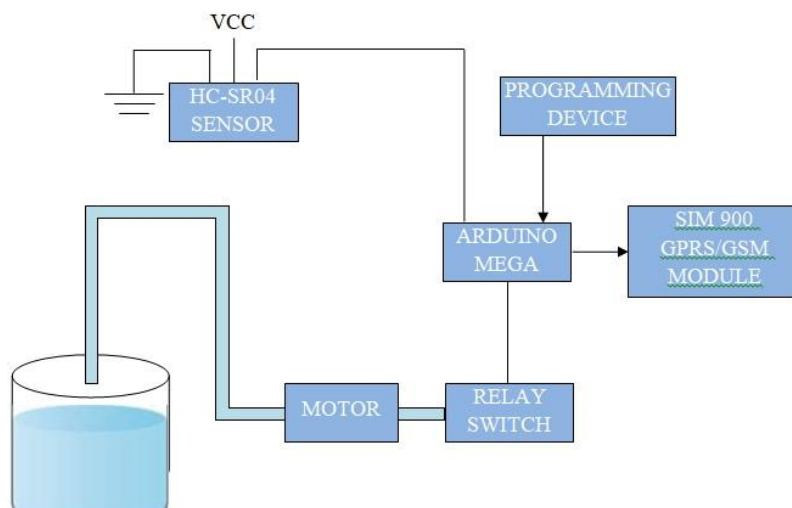 VCC
HC-SR04
SENSOR
PROGRAMMING
DEVICE
ARDUINO
MEGA
SIM 900
GPRS/GSM
MODULE
MOTOR
RELAY
SWITCH